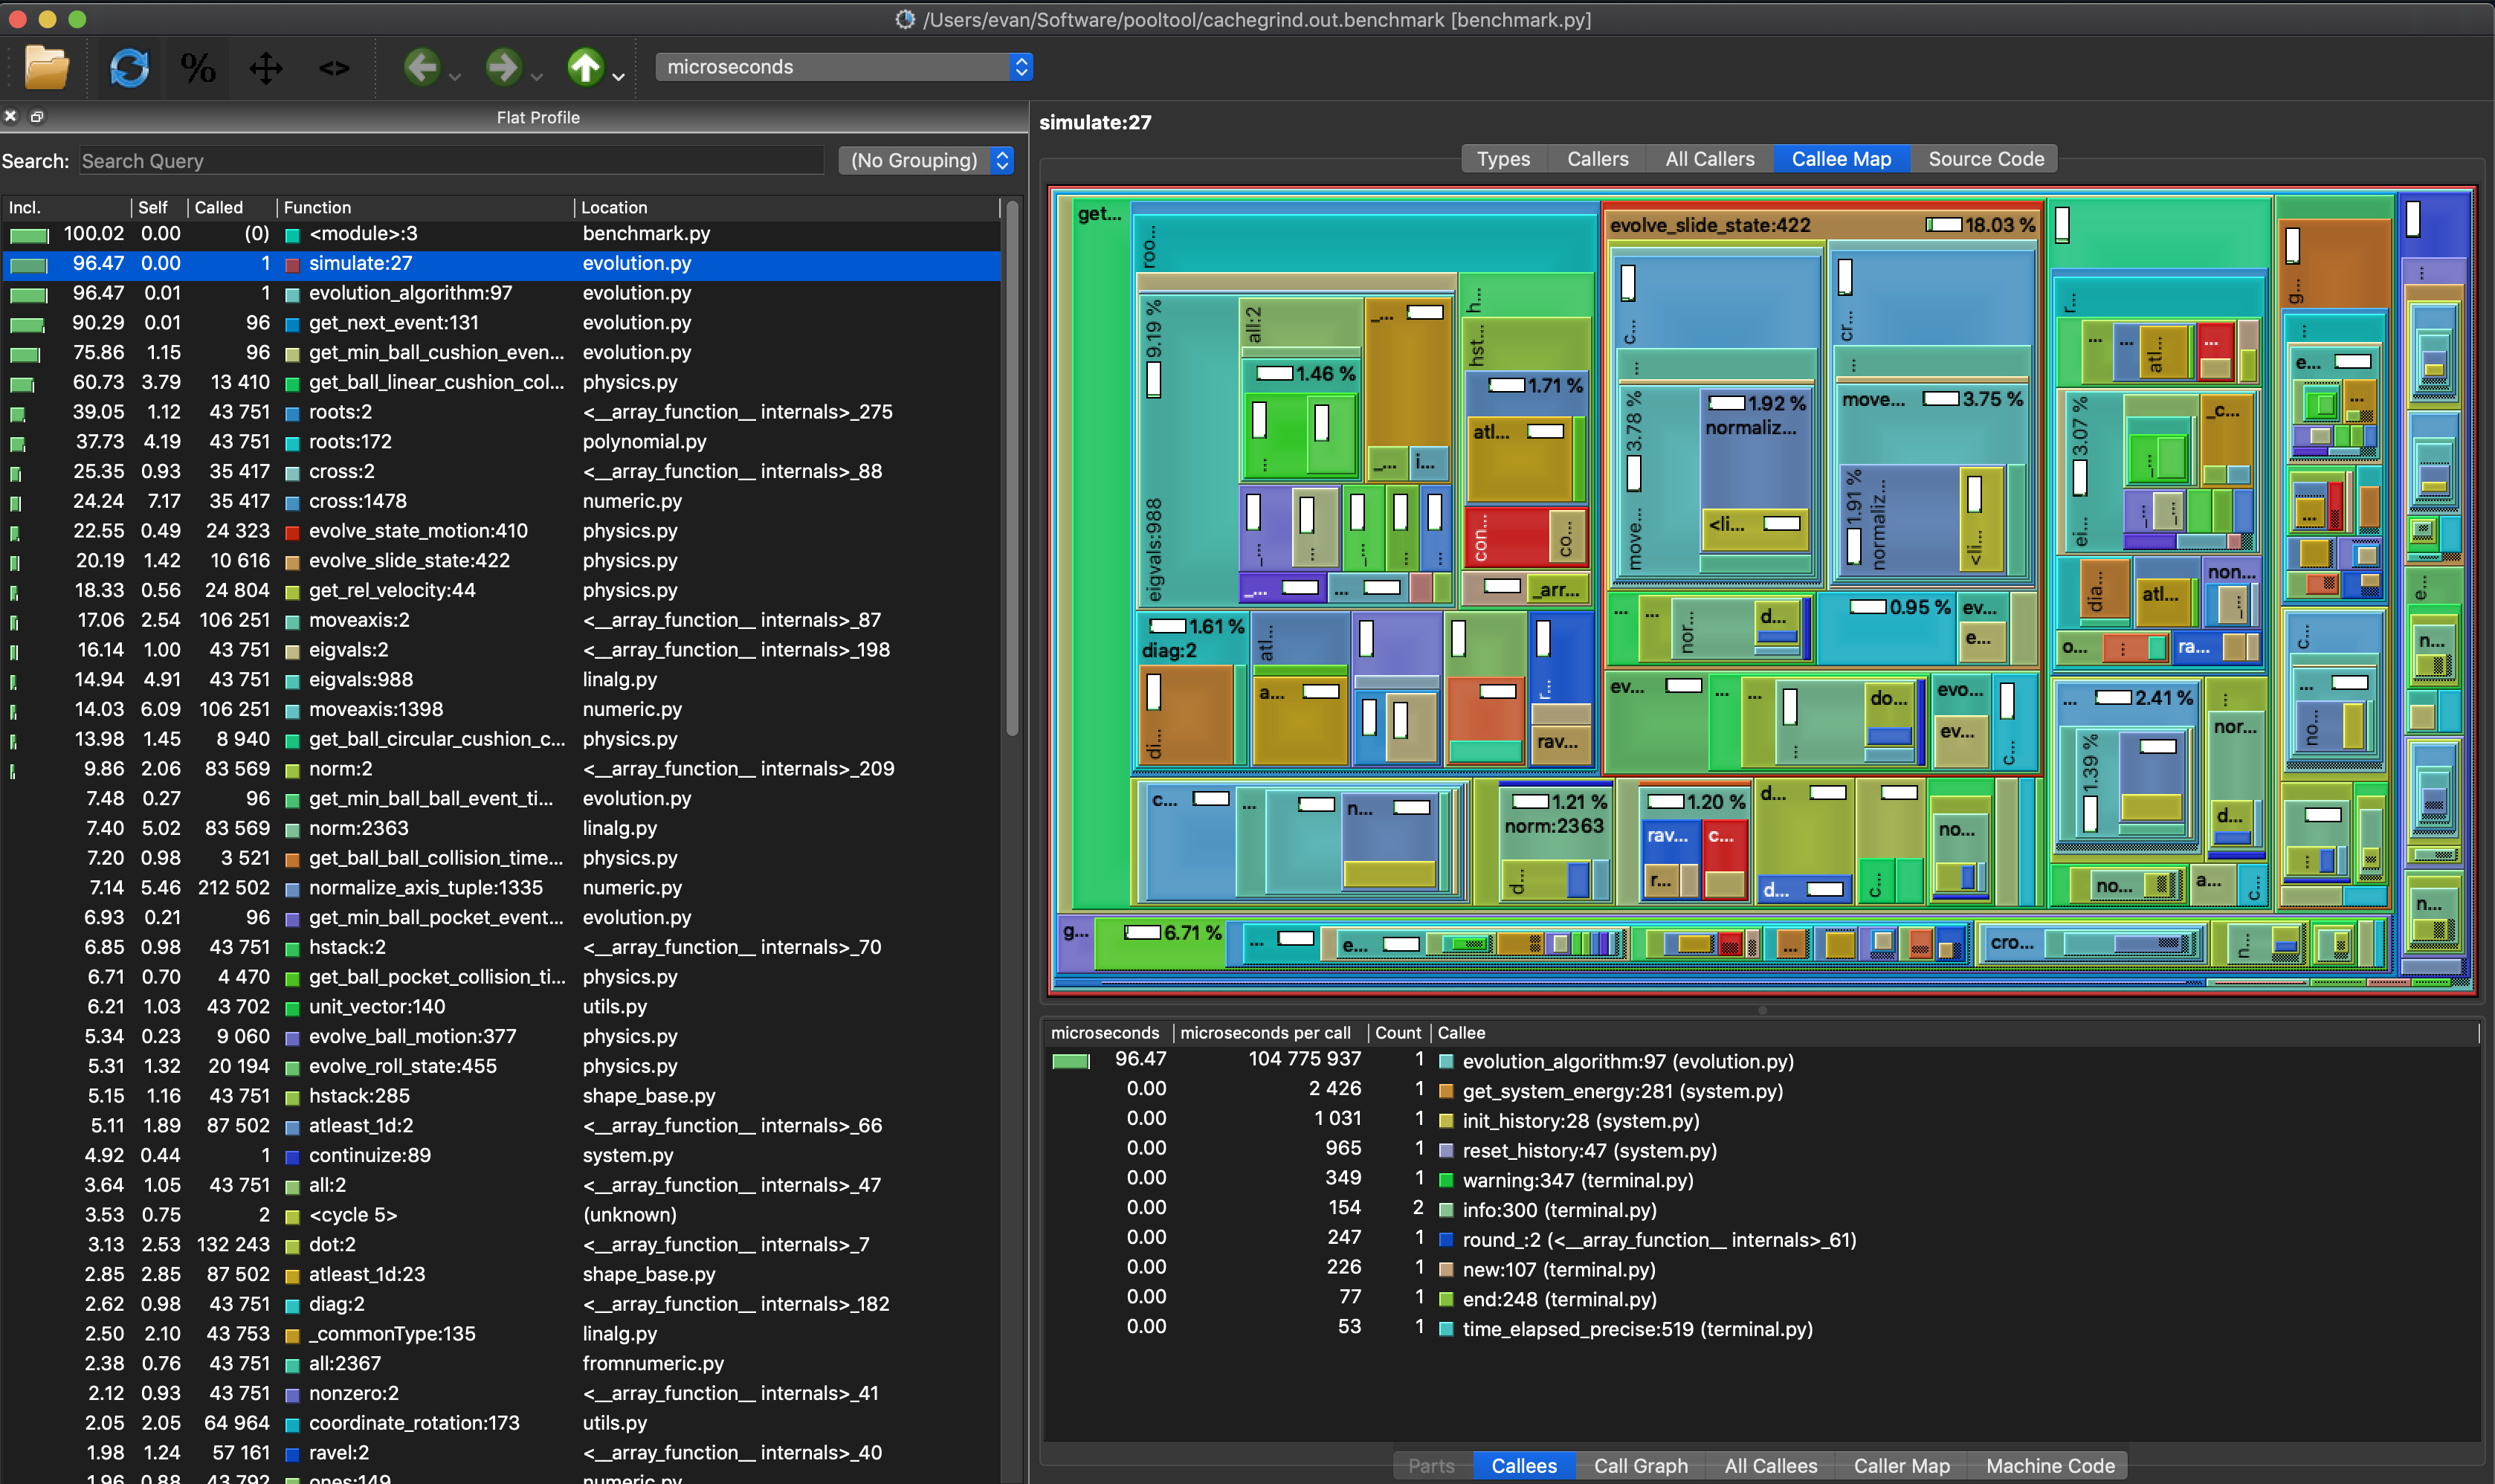 /Users/evan/Software/pooltool/cachegrind.out.benchmark [benchmark.py]
% <> microseconds
Flat Profile
Search: Search Query (No Grouping)
Incl. Self Called Function Location
100.02 0.00 (0) <module>:3 benchmark.py
96.47 0.00 1 simulate:27 evolution.py
96.47 0.01 1 evolution_algorithm:97 evolution.py
90.29 0.01 96 get_next_event:131 evolution.py
75.86 1.15 96 get_min_ball_cushion_even... evolution.py
60.73 3.79 13 410 get_ball_linear_cushion_col... physics.py
39.05 1.12 43 751 roots:2 <__array_function__ internals>_275
37.73 4.19 43 751 roots:172 polynomial.py
25.35 0.93 35 417 cross:2 <__array_function__ internals>_88
24.24 7.17 35 417 cross:1478 numeric.py
22.55 0.49 24 323 evolve_state_motion:410 physics.py
20.19 1.42 10 616 evolve_slide_state:422 physics.py
18.33 0.56 24 804 get_rel_velocity:44 physics.py
17.06 2.54 106 251 moveaxis:2 <__array_function__ internals>_87
16.14 1.00 43 751 eigvals:2 <__array_function__ internals>_198
14.94 4.91 43 751 eigvals:988 linalg.py
14.03 6.09 106 251 moveaxis:1398 numeric.py
13.98 1.45 8 940 get_ball_circular_cushion_c... physics.py
9.86 2.06 83 569 norm:2 <__array_function__ internals>_209
7.48 0.27 96 get_min_ball_ball_event_ti... evolution.py
7.40 5.02 83 569 norm:2363 linalg.py
7.20 0.98 3 521 get_ball_ball_collision_time... physics.py
7.14 5.46 212 502 normalize_axis_tuple:1335 numeric.py
6.93 0.21 96 get_min_ball_pocket_event... evolution.py
6.85 0.98 43 751 hstack:2 <__array_function__ internals>_70
6.71 0.70 4 470 get_ball_pocket_collision_ti... physics.py
6.21 1.03 43 702 unit_vector:140 utils.py
5.34 0.23 9 060 evolve_ball_motion:377 physics.py
5.31 1.32 20 194 evolve_roll_state:455 physics.py
5.15 1.16 43 751 hstack:285 shape_base.py
5.11 1.89 87 502 atleast_1d:2 <__array_function__ internals>_66
4.92 0.44 1 continuize:89 system.py
3.64 1.05 43 751 all:2 <__array_function__ internals>_47
3.53 0.75 2 <cycle 5> (unknown)
3.13 2.53 132 243 dot:2 <__array_function__ internals>_7
2.85 2.85 87 502 atleast_1d:23 shape_base.py
2.62 0.98 43 751 diag:2 <__array_function__ internals>_182
2.50 2.10 43 753 _commonType:135 linalg.py
2.38 0.76 43 751 all:2367 fromnumeric.py
2.12 0.93 43 751 nonzero:2 <__array_function__ internals>_41
2.05 2.05 64 964 coordinate_rotation:173 utils.py
1.98 1.24 57 161 ravel:2 <__array_function__ internals>_40
1.96 0.88 43 792 ones:149 numeric.py
simulate:27
Types Callers All Callers Callee Map Source Code
get... roo... evolve_slide_state:422 18.03 %
9.19 % eigvals:988
all:2
1.46 %
h...
hst...
1.71 %
atl...
con... co...
_arr...
c... cr...
3.78 % move...
1.92 %
normaliz...
<li...
move... 3.75 %
1.91 % normaliz... <li...
1.61 %
diag:2
di...
atl...
a...
r...
rav...
nor... d... 0.95 % ev...
e...
ev... do... evo...
ev... c...
r...
atl...
3.07 % ei...
_c...
dia... atl... non...
o... ra...
g...
e...
c... n...
1.21 %
norm:2363
d...
1.20 %
rav... c...
r...
d...
d...
c...
no...
2.41 %
1.39 %
nor...
d...
no... a... c...
c...
no...
e...
n...
n...
g... 6.71 % e... cro... n...
microseconds microseconds per call Count Callee
96.47 104 775 937 1 evolution_algorithm:97 (evolution.py)
0.00 2 426 1 get_system_energy:281 (system.py)
0.00 1 031 1 init_history:28 (system.py)
0.00 965 1 reset_history:47 (system.py)
0.00 349 1 warning:347 (terminal.py)
0.00 154 2 info:300 (terminal.py)
0.00 247 1 round_:2 (<__array_function__ internals>_61)
0.00 226 1 new:107 (terminal.py)
0.00 77 1 end:248 (terminal.py)
0.00 53 1 time_elapsed_precise:519 (terminal.py)
Parts Callees Call Graph All Callees Caller Map Machine Code